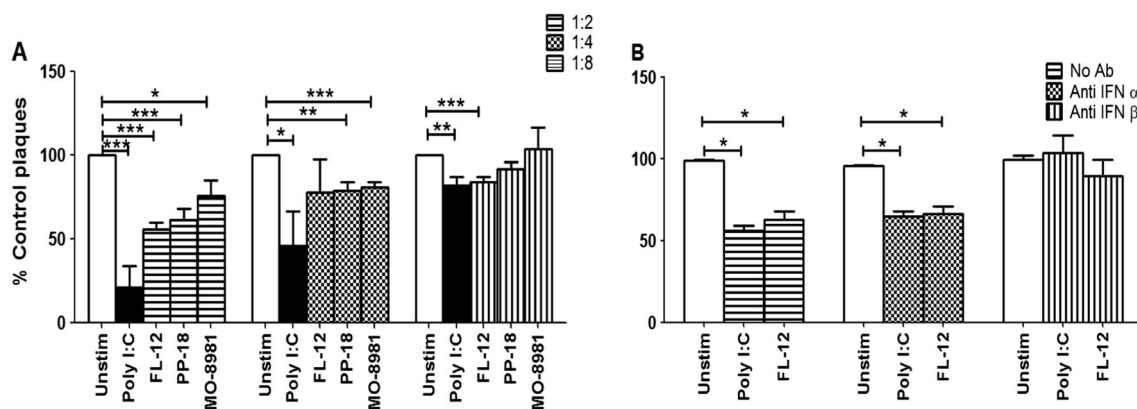 A
1:2
1:4
1:8
% Control plaques
150
100
50
0
*
***
***
***
***
**
*
***
**
Unstim
Poly I:C
FL-12
PP-18
MO-8981
Unstim
Poly I:C
FL-12
PP-18
MO-8981
Unstim
Poly I:C
FL-12
PP-18
MO-8981
B
No Ab
Anti IFN α
Anti IFN β
150
100
50
0
*
*
*
*
Unstim
Poly I:C
FL-12
Unstim
Poly I:C
FL-12
Unstim
Poly I:C
FL-12